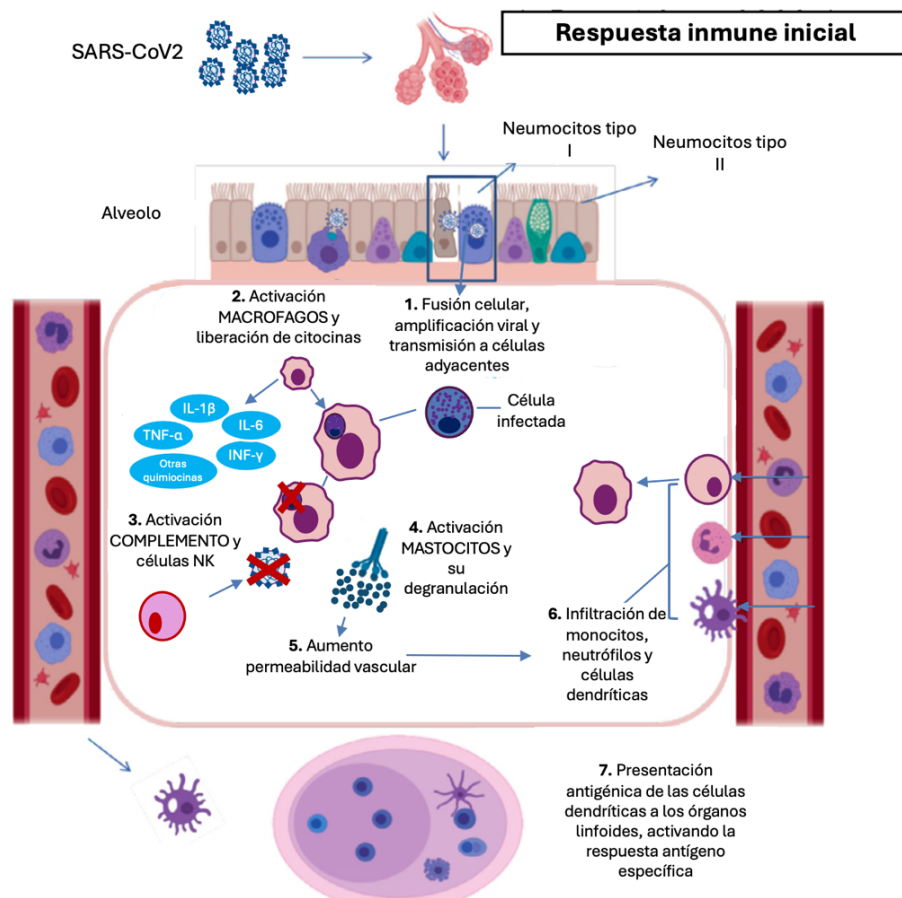 Respuesta inmune inicial
SARS-CoV2
Neumocitos tipo
I
Neumocitos tipo
II
Alveolo
2. Activación
MACROFAGOS y
liberación de citocinas
1. Fusión celular,
amplificación viral y
transmisión a células
adyacentes
IL-1β
TNF-α
IL-6
INF-γ
Otras
quimiocinas
Célula
infectada
3. Activación
COMPLEMENTO y
células NK
4. Activación
MASTOCITOS y
su
degranulación
5. Aumento
permeabilidad vascular
6. Infiltración de
monocitos,
neutrófilos y
células
dendríticas
7. Presentación
antigénica de las células
dendríticas a los órganos
linfoides, activando la
respuesta antígeno
específica